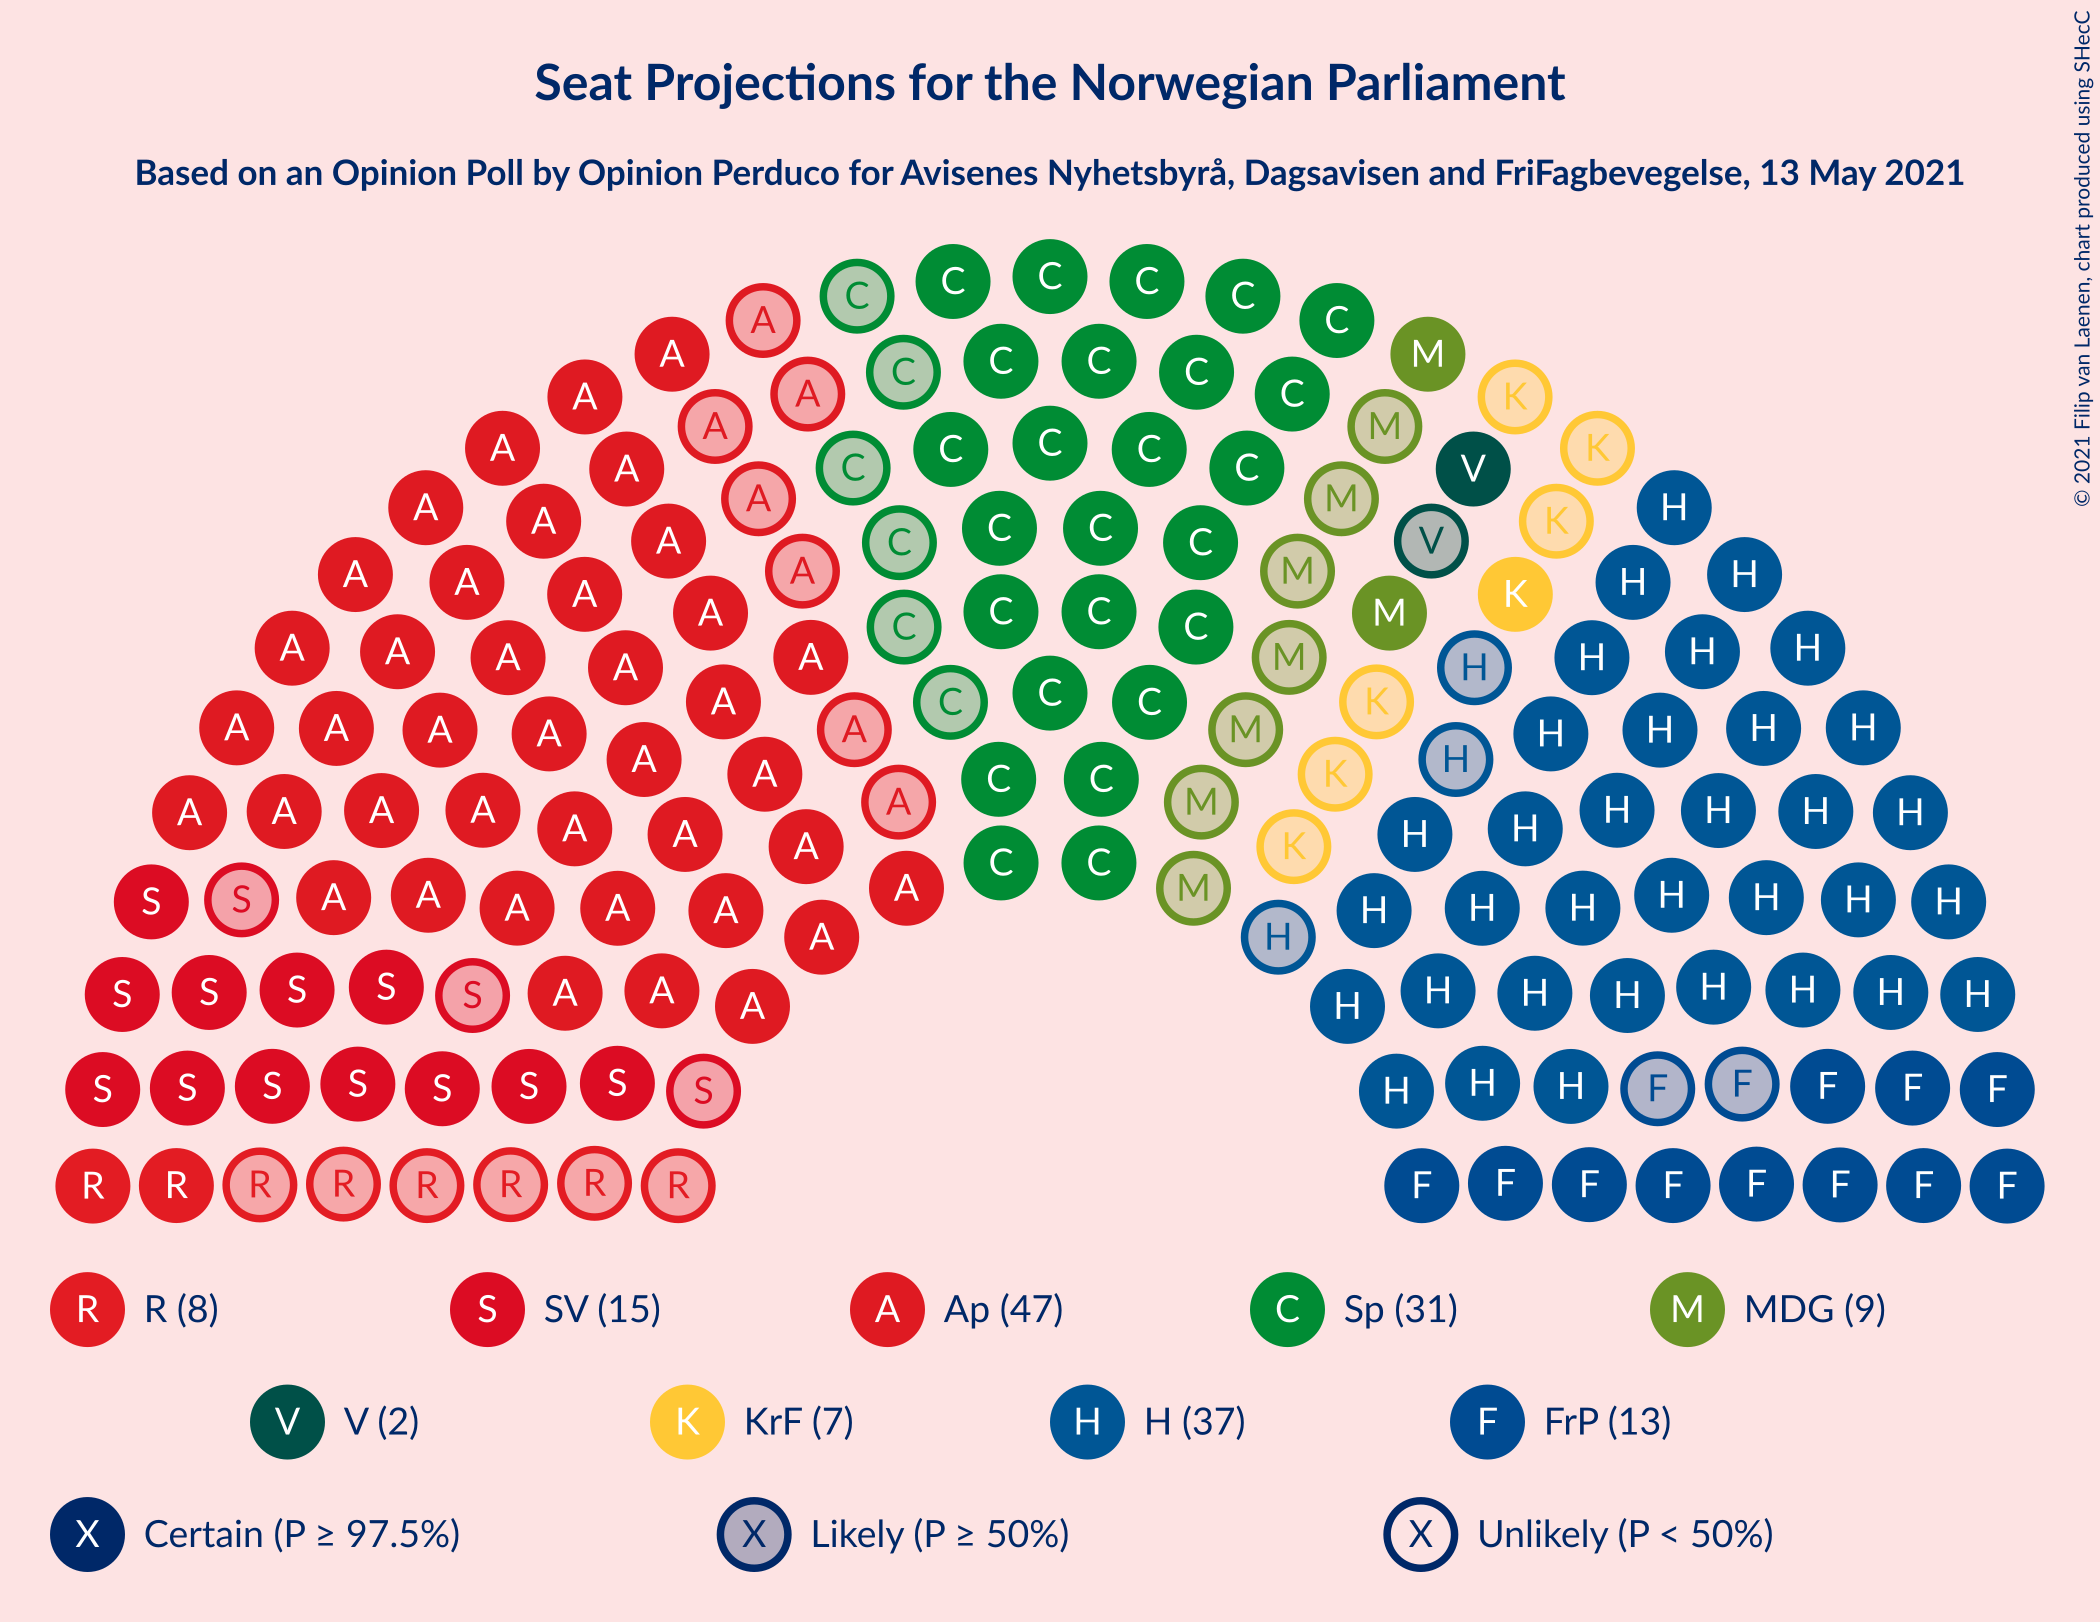 Seat Projections for the Norwegian Parliament
Based on an Opinion Poll by Opinion Perduco for Avisenes Nyhetsbyrå, Dagsavisen and FriFagbevegelse, 13 May 2021
© 2021 Filip van Laenen, chart produced using SHecC
C C C C C C
A A M
A C C C C C K
A A A M K
A A C C C C C V
A A A M H
A A A C C C C C V K
A A A A M K H H
A A A A C C C C M M H H H
A A A A A A C C C M K H H H H
A A A A A A A C C M K H H H H H
A A A A A A A C C M K H H H H H H
S S A A A A A A A M H H H H H H H H
S S S S S A A A H H H H H H H H
S S S S S S S S H H H F F F F F
R R R R R R R R F F F F F F F F
R R (8) S SV (15) A Ap (47) C Sp (31) M MDG (9)
V V (2) K KrF (7) H H (37) F FrP (13)
X Certain (P ≥ 97.5%) X Likely (P ≥ 50%) X Unlikely (P < 50%)